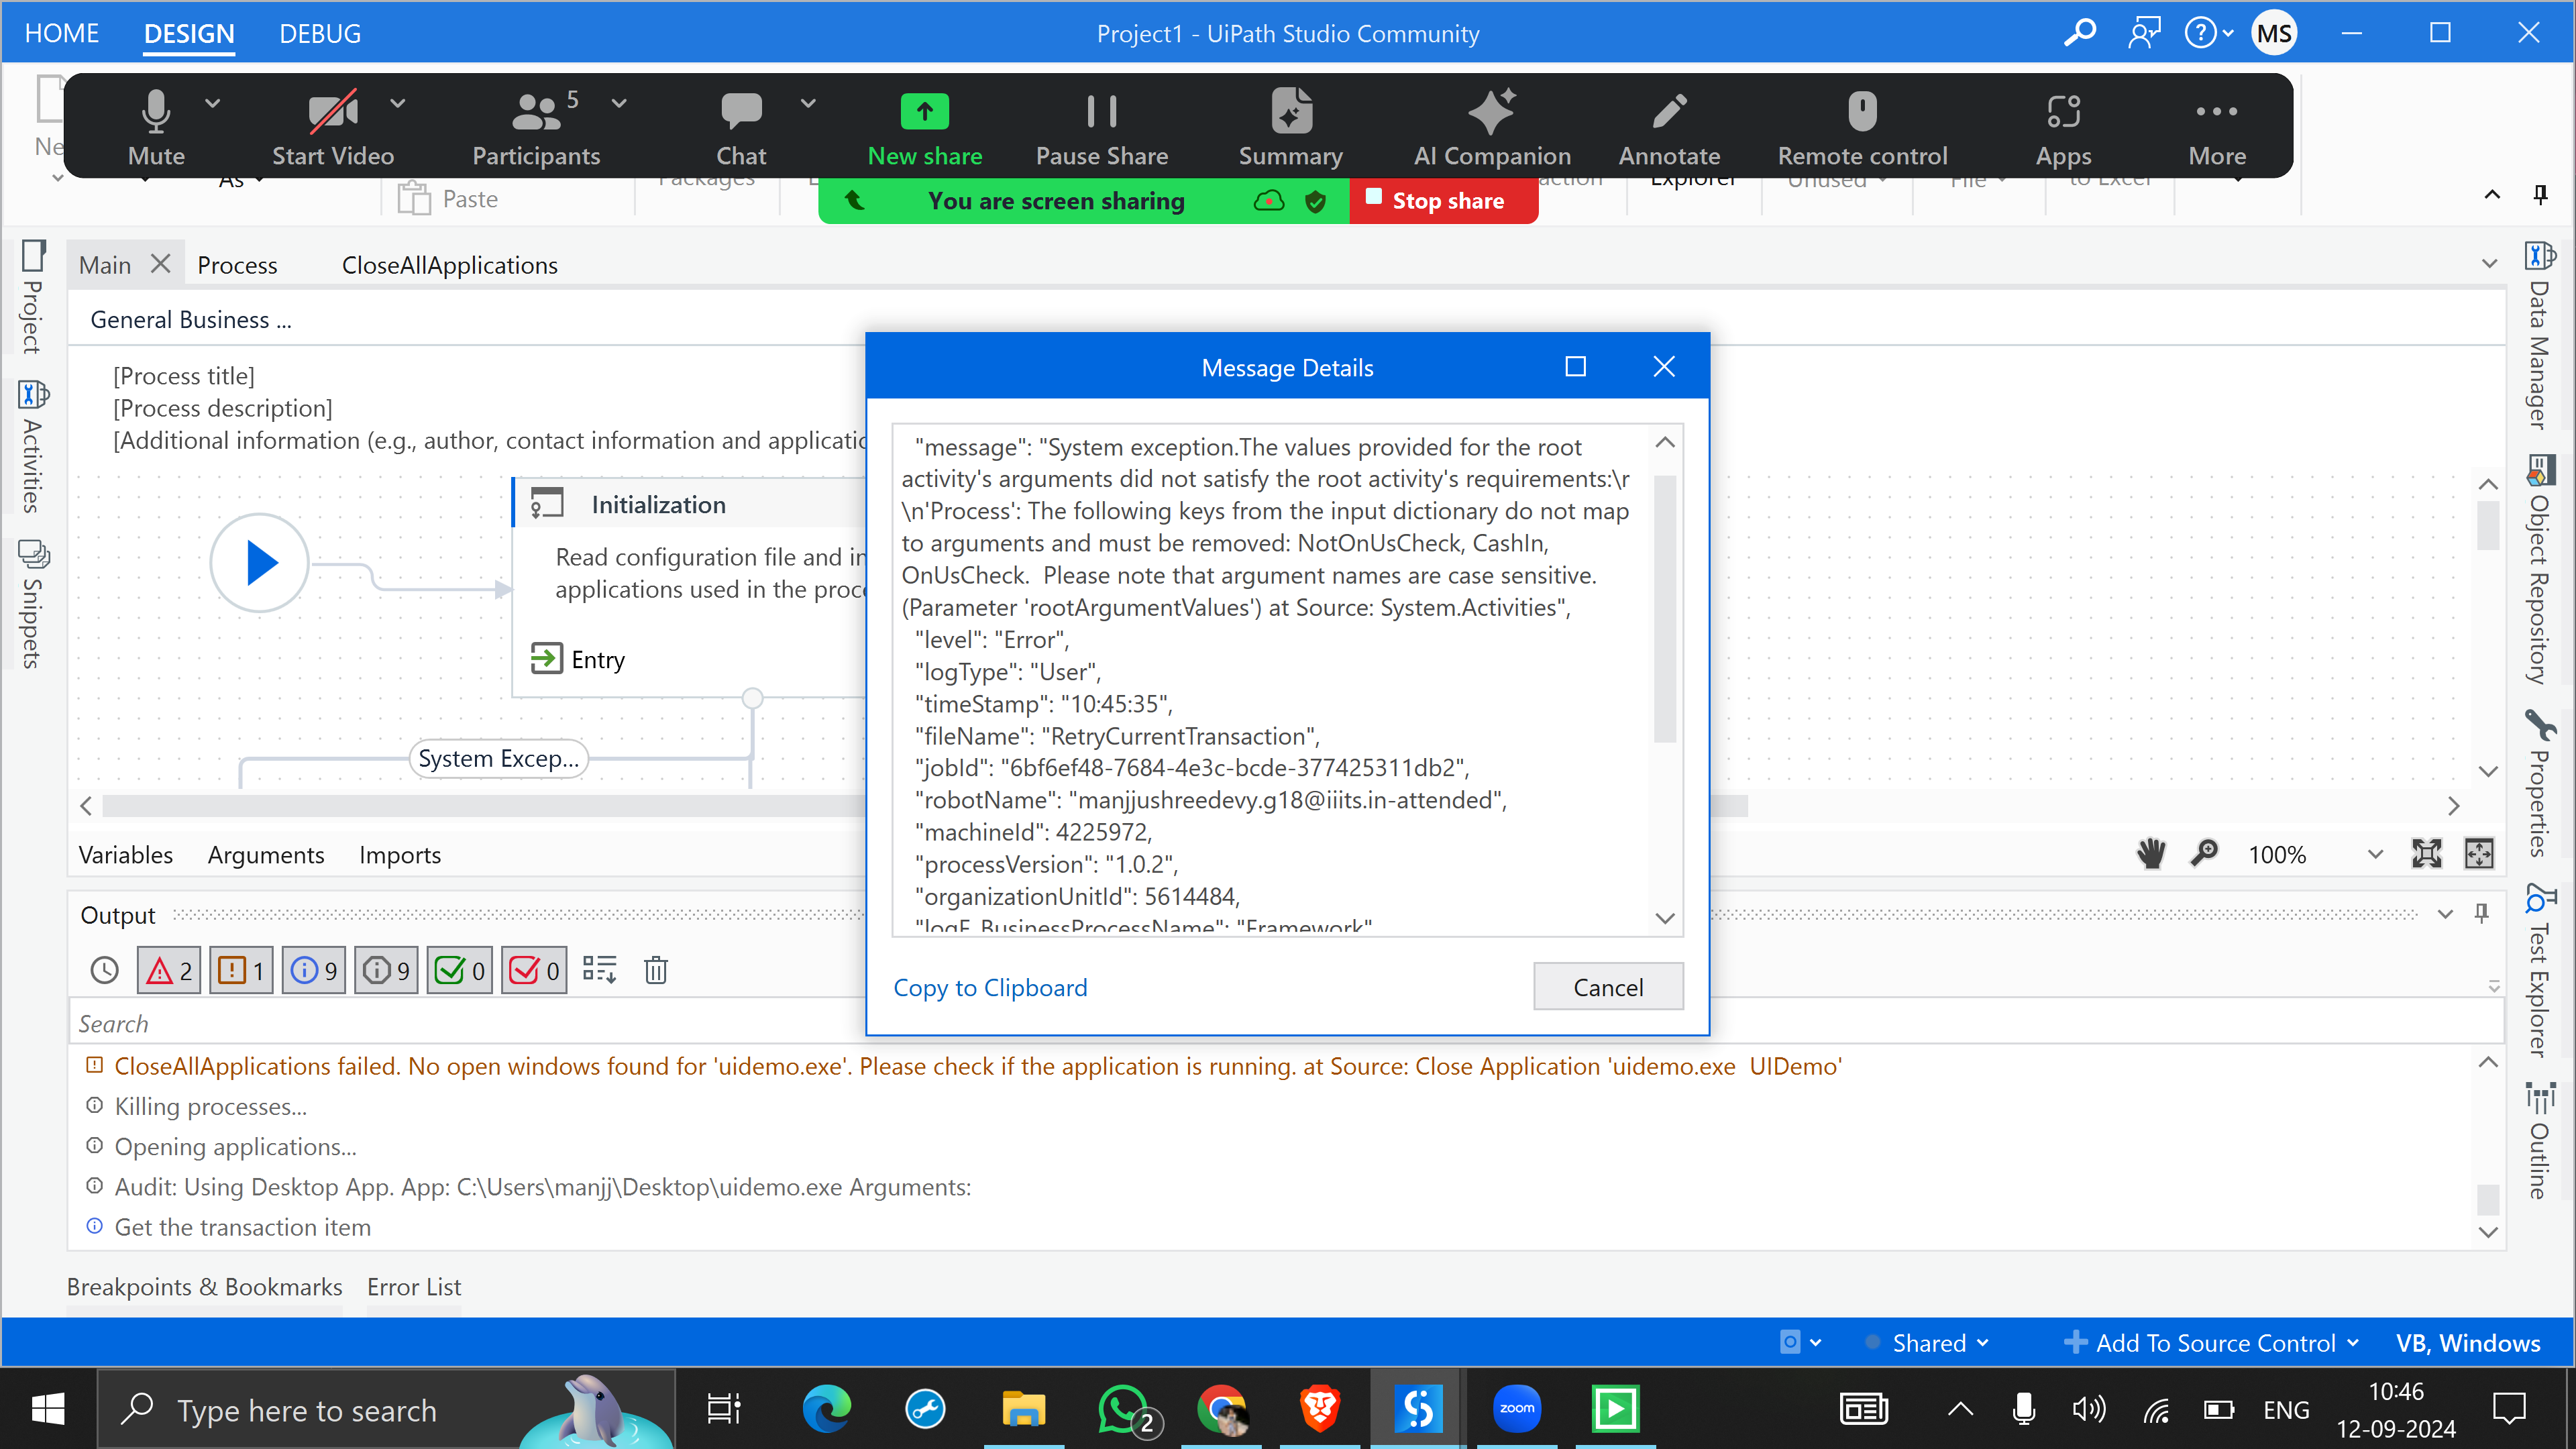 HOME
DESIGN
DEBUG
Project1 - UiPath Studio Community
MS
Mute
Start Video
5
Participants
Chat
New share
Pause Share
Summary
AI Companion
Annotate
Remote control
Apps
More
Paste
You are screen sharing
Stop share
Main
Process
CloseAllApplications
General Business ...
[Process title]
[Process description]
[Additional information (e.g., author, contact information and applicatio
Initialization
Read configuration file and in
applications used in the proce
Entry
System Excep...
Message Details
"message": "System exception.The values provided for the root
activity's arguments did not satisfy the root activity's requirements:\r
\n'Process': The following keys from the input dictionary do not map
to arguments and must be removed: NotOnUsCheck, CashIn,
OnUsCheck.  Please note that argument names are case sensitive.
(Parameter 'rootArgumentValues') at Source: System.Activities",
"level": "Error",
"logType": "User",
"timeStamp": "10:45:35",
"fileName": "RetryCurrentTransaction",
"jobId": "6bf6ef48-7684-4e3c-bcde-377425311db2",
"robotName": "manjjushreedevy.g18@iiits.in-attended",
"machineId": 4225972,
"processVersion": "1.0.2",
"organizationUnitId": 5614484,
"logF_BusinessProcessName": "Framework"
Copy to Clipboard
Cancel
Project
Activities
Snippets
Data Manager
Object Repository
Properties
Test Explorer
Outline
Variables
Arguments
Imports
100%
Output
2
1
9
9
0
0
Search
CloseAllApplications failed. No open windows found for 'uidemo.exe'. Please check if the application is running. at Source: Close Application 'uidemo.exe  UIDemo'
Killing processes...
Opening applications...
Audit: Using Desktop App. App: C:\Users\manjj\Desktop\uidemo.exe Arguments:
Get the transaction item
Breakpoints & Bookmarks
Error List
Shared
Add To Source Control
VB, Windows
Type here to search
2
zoom
ENG
10:46
12-09-2024